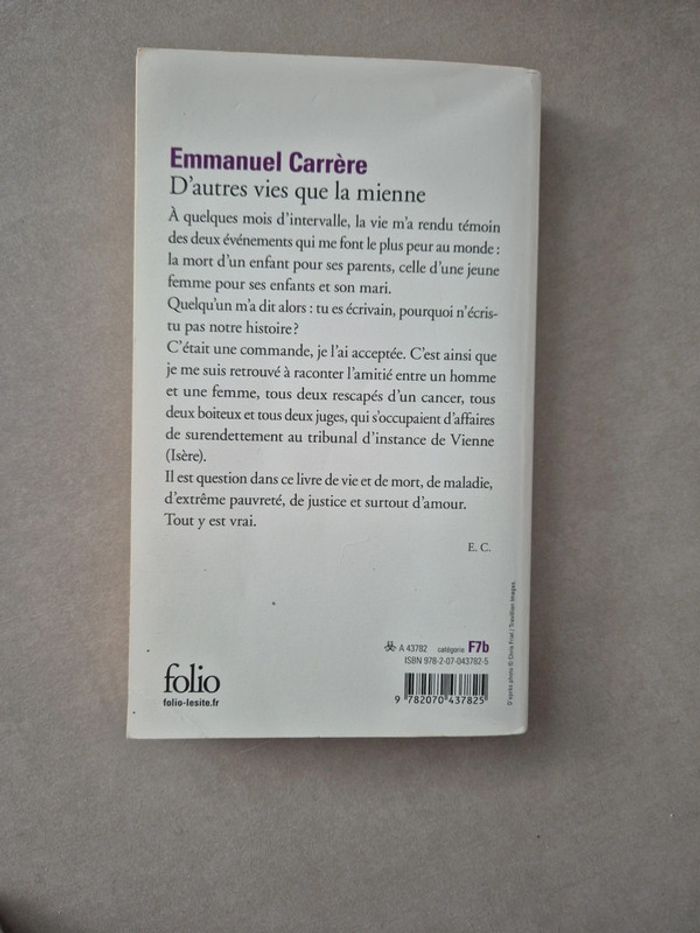 Emmanuel Carrère
D'autres vies que la mienne
À quelques mois d'intervalle, la vie m'a rendu témoin
des deux événements qui me font le plus peur au monde :
la mort d'un enfant pour ses parents, celle d'une jeune
femme pour ses enfants et son mari.
Quelqu'un m'a dit alors : tu es écrivain, pourquoi n'écris-
tu pas notre histoire ?
C'était une commande, je l'ai acceptée. C'est ainsi que
je me suis retrouvé à raconter l'amitié entre un homme
et une femme, tous deux rescapés d'un cancer, tous
deux boiteux et tous deux juges, qui s'occupaient d'affaires
de surendettement au tribunal d'instance de Vienne
(Isère).
Il est question dans ce livre de vie et de mort, de maladie,
d'extrême pauvreté, de justice et surtout d'amour.
Tout y est vrai.
E. C.
A 43782 catégorie F7b
ISBN 978-2-07-043782-5
9 782070 437825
folio
folio-lesite.fr
D'après photo © Chris Friel / Trevillion Images.